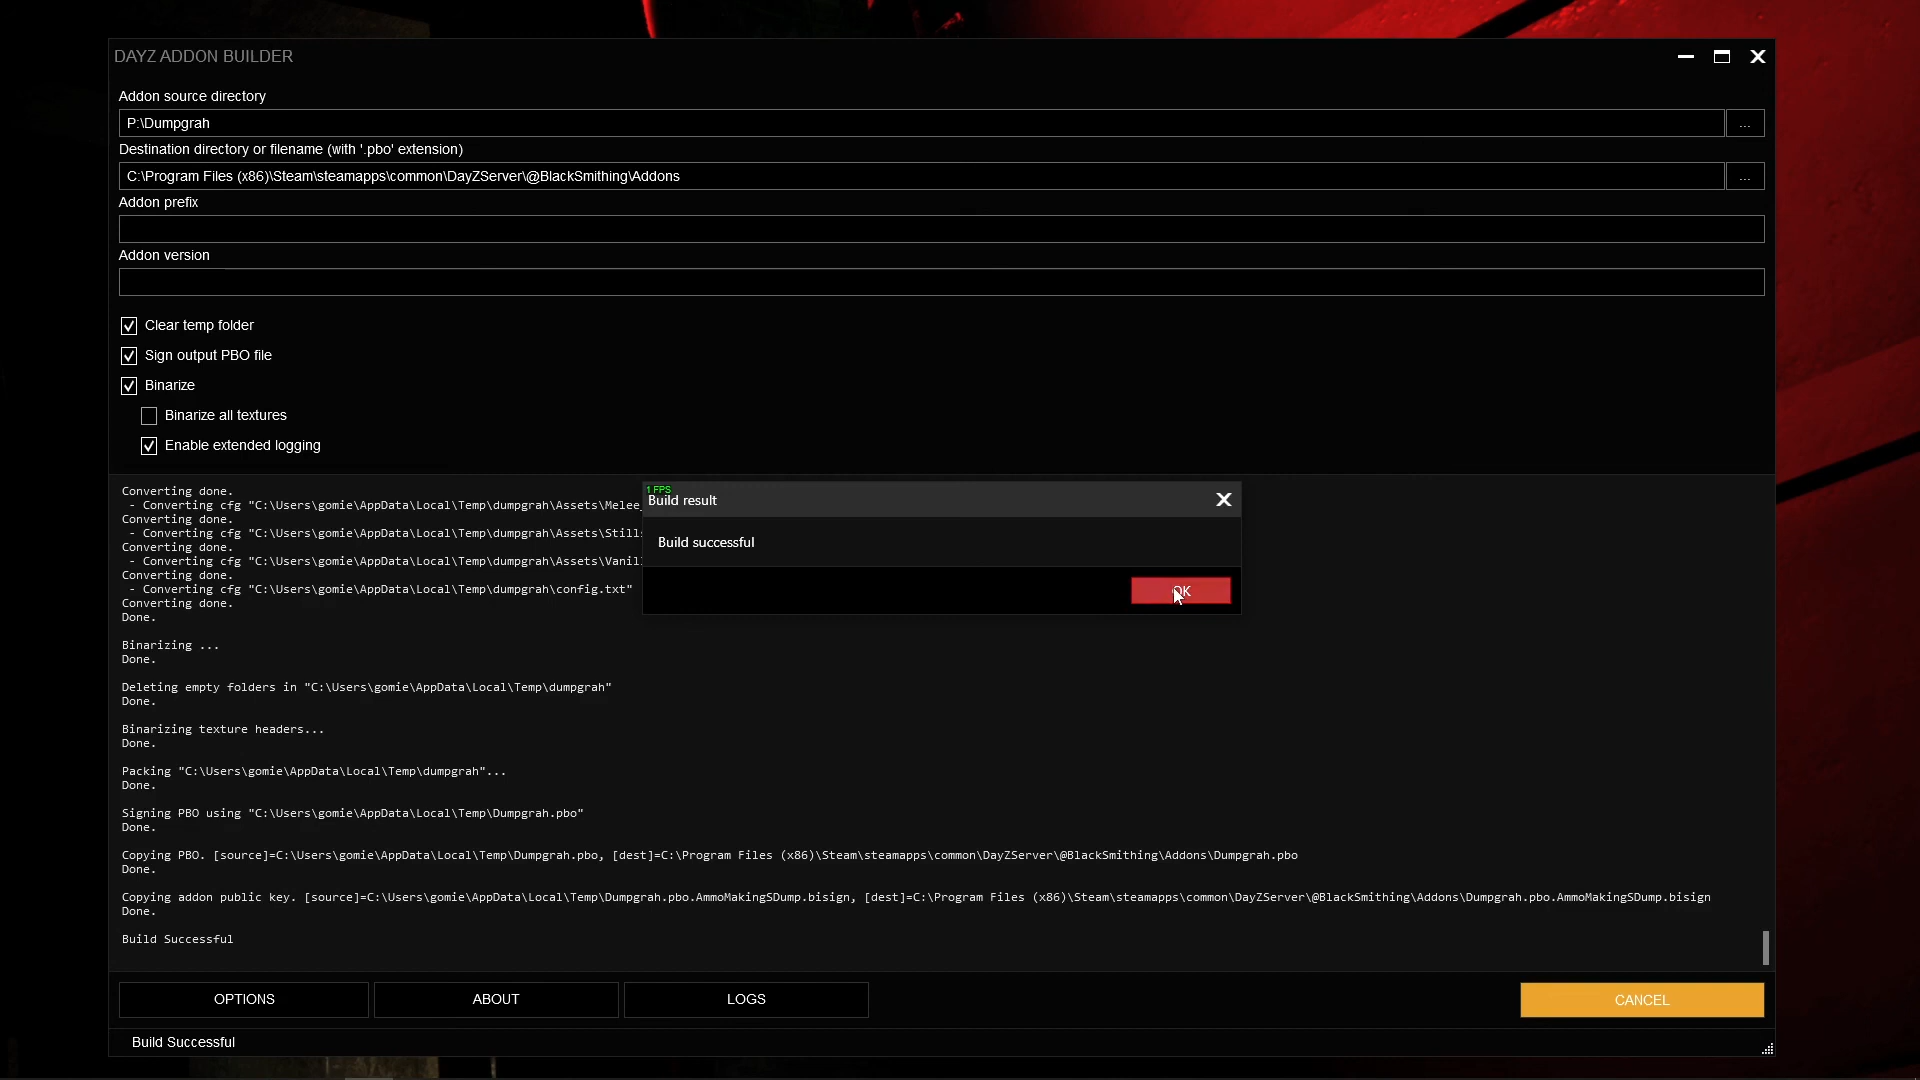 DAYZ ADDON BUILDER
Addon source directory
P:\Dumpgrah
...
Destination directory or filename (with '.pbo' extension)
C:\Program Files (x86)\Steam\steamapps\common\DayZServer\@BlackSmithing\Addons
...
Addon prefix
Addon version
Clear temp folder
Sign output PBO file
Binarize
Binarize all textures
Enable extended logging
Converting done.
- Converting cfg "C:\Users\gomie\AppData\Local\Temp\dumpgrah\Assets\Melee_
Converting done.
- Converting cfg "C:\Users\gomie\AppData\Local\Temp\dumpgrah\Assets\Still
Converting done.
- Converting cfg "C:\Users\gomie\AppData\Local\Temp\dumpgrah\Assets\Vanil
Converting done.
- Converting cfg "C:\Users\gomie\AppData\Local\Temp\dumpgrah\config.txt"
Converting done.
Done.
1 FPS
Build result
Build successful
OK
Binarizing ...
Done.
Deleting empty folders in "C:\Users\gomie\AppData\Local\Temp\dumpgrah"
Done.
Binarizing texture headers...
Done.
Packing "C:\Users\gomie\AppData\Local\Temp\dumpgrah"...
Done.
Signing PBO using "C:\Users\gomie\AppData\Local\Temp\Dumpgrah.pbo"
Done.
Copying PBO. [source]=C:\Users\gomie\AppData\Local\Temp\Dumpgrah.pbo, [dest]=C:\Program Files (x86)\Steam\steamapps\common\DayZServer\@BlackSmithing\Addons\Dumpgrah.pbo
Done.
Copying addon public key. [source]=C:\Users\gomie\AppData\Local\Temp\Dumpgrah.pbo.AmmoMakingSDump.bisign, [dest]=C:\Program Files (x86)\Steam\steamapps\common\DayZServer\@BlackSmithing\Addons\Dumpgrah.pbo.AmmoMakingSDump.bisign
Done.
Build Successful
OPTIONS
ABOUT
LOGS
CANCEL
Build Successful